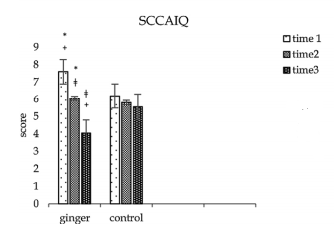 SCCAIQ
time 1
time2
time3
score
9
8
7
6
5
4
3
2
1
0
*
+
*
ǂ
ǂ
+
ginger control